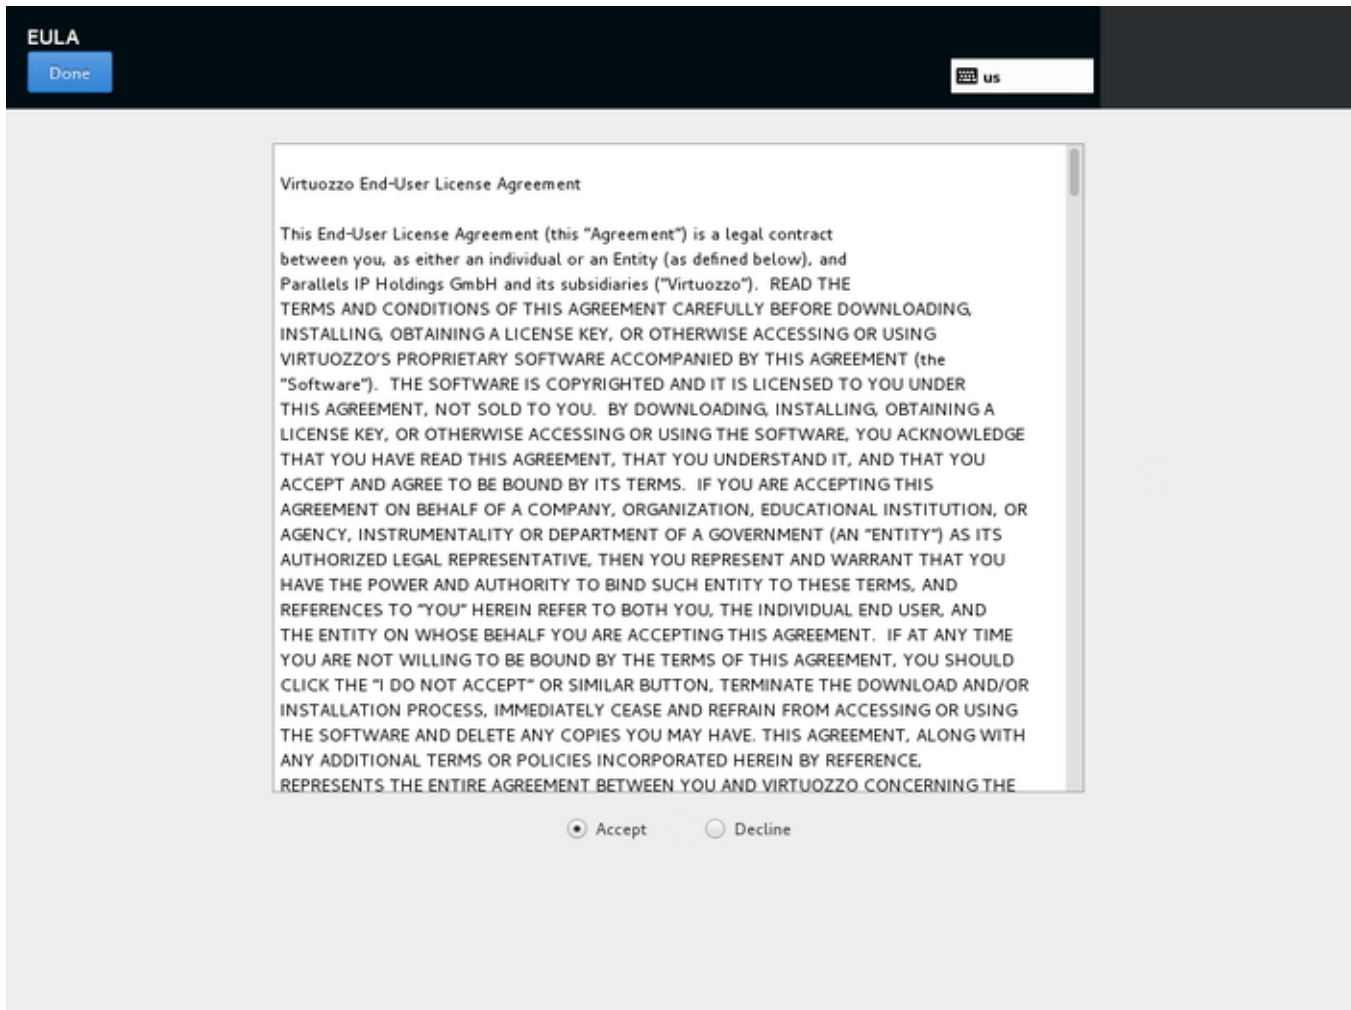 EULA
Done
us
Virtuozzo End-User License Agreement
This End-User License Agreement (this "Agreement") is a legal contract
between you, as either an individual or an Entity (as defined below), and
Parallels IP Holdings GmbH and its subsidiaries ("Virtuozzo").  READ THE
TERMS AND CONDITIONS OF THIS AGREEMENT CAREFULLY BEFORE DOWNLOADING,
INSTALLING, OBTAINING A LICENSE KEY, OR OTHERWISE ACCESSING OR USING
VIRTUOZZO'S PROPRIETARY SOFTWARE ACCOMPANIED BY THIS AGREEMENT (the
"Software").  THE SOFTWARE IS COPYRIGHTED AND IT IS LICENSED TO YOU UNDER
THIS AGREEMENT, NOT SOLD TO YOU.  BY DOWNLOADING, INSTALLING, OBTAINING A
LICENSE KEY, OR OTHERWISE ACCESSING OR USING THE SOFTWARE, YOU ACKNOWLEDGE
THAT YOU HAVE READ THIS AGREEMENT, THAT YOU UNDERSTAND IT, AND THAT YOU
ACCEPT AND AGREE TO BE BOUND BY ITS TERMS.  IF YOU ARE ACCEPTING THIS
AGREEMENT ON BEHALF OF A COMPANY, ORGANIZATION, EDUCATIONAL INSTITUTION, OR
AGENCY, INSTRUMENTALITY OR DEPARTMENT OF A GOVERNMENT (AN "ENTITY") AS ITS
AUTHORIZED LEGAL REPRESENTATIVE, THEN YOU REPRESENT AND WARRANT THAT YOU
HAVE THE POWER AND AUTHORITY TO BIND SUCH ENTITY TO THESE TERMS, AND
REFERENCES TO "YOU" HEREIN REFER TO BOTH YOU, THE INDIVIDUAL END USER, AND
THE ENTITY ON WHOSE BEHALF YOU ARE ACCEPTING THIS AGREEMENT.  IF AT ANY TIME
YOU ARE NOT WILLING TO BE BOUND BY THE TERMS OF THIS AGREEMENT, YOU SHOULD
CLICK THE "I DO NOT ACCEPT" OR SIMILAR BUTTON, TERMINATE THE DOWNLOAD AND/OR
INSTALLATION PROCESS, IMMEDIATELY CEASE AND REFRAIN FROM ACCESSING OR USING
THE SOFTWARE AND DELETE ANY COPIES YOU MAY HAVE. THIS AGREEMENT, ALONG WITH
ANY ADDITIONAL TERMS OR POLICIES INCORPORATED HEREIN BY REFERENCE,
REPRESENTS THE ENTIRE AGREEMENT BETWEEN YOU AND VIRTUOZZO CONCERNING THE
Accept
Decline